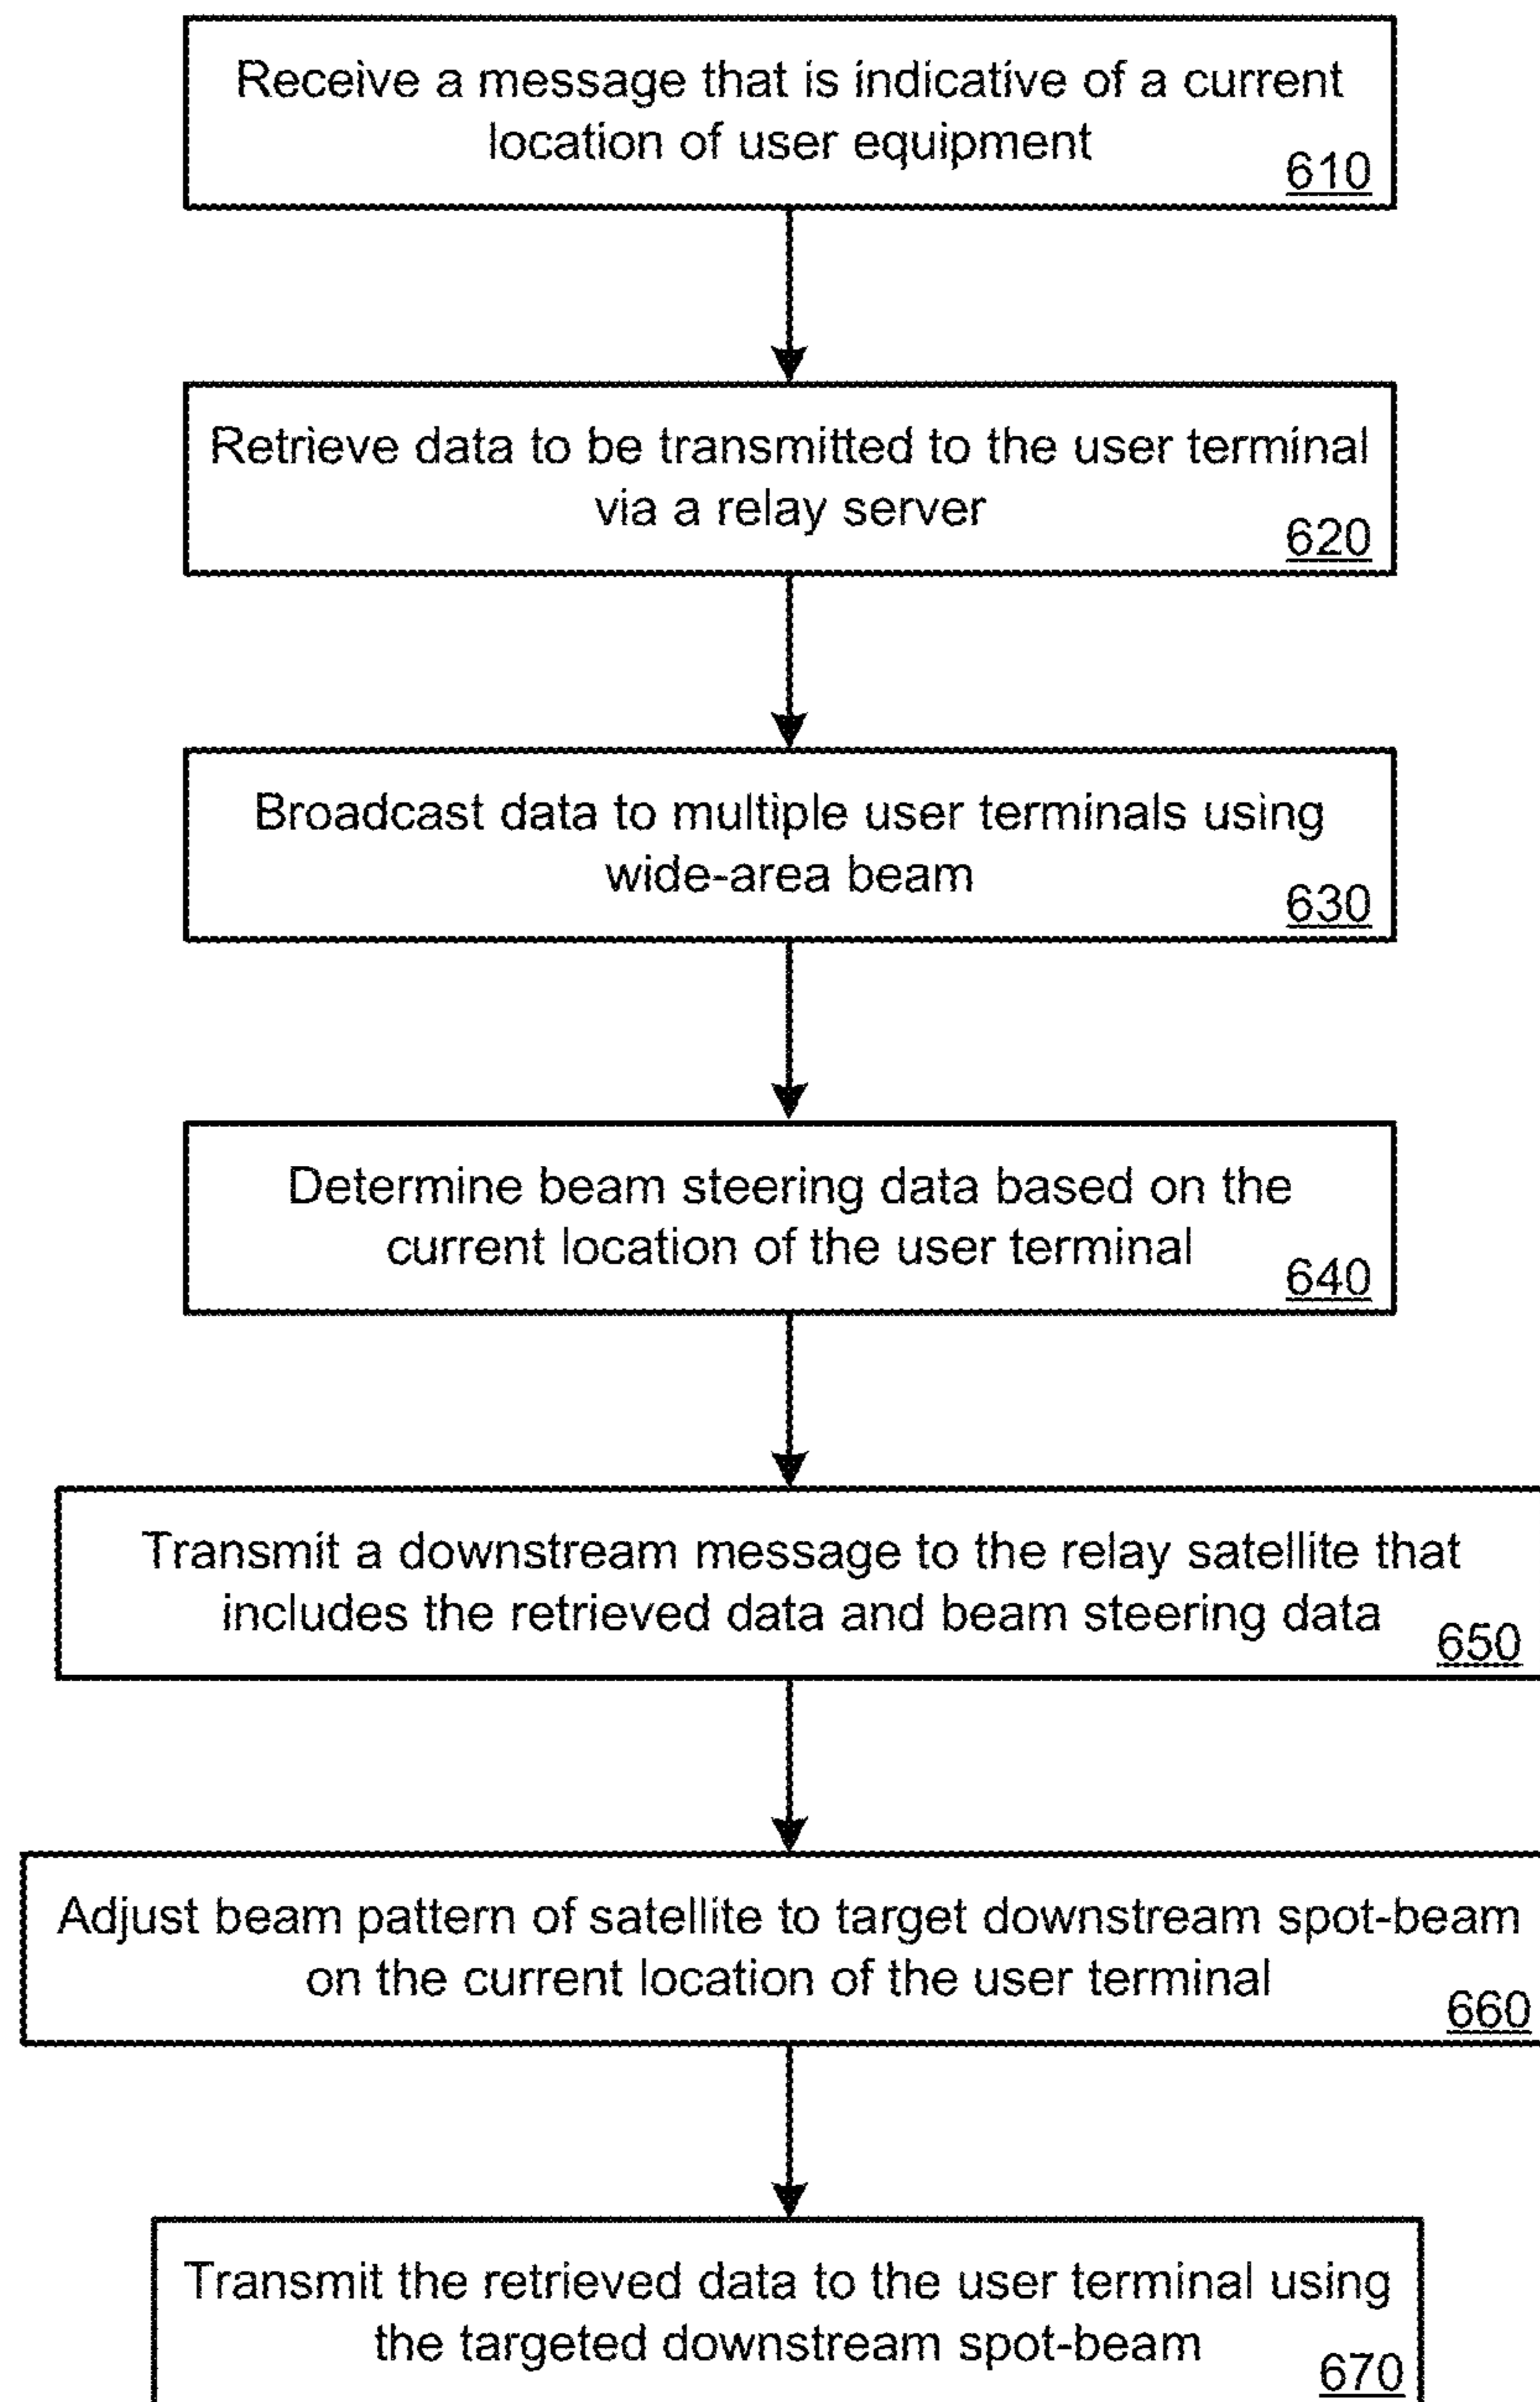 Receive a message that is indicative of a current
location of user equipment
610
Retrieve data to be transmitted to the user terminal
via a relay server
620
Broadcast data to multiple user terminals using
wide-area beam
630
Determine beam steering data based on the
current location of the user terminal
640
Transmit a downstream message to the relay satellite that
includes the retrieved data and beam steering data
650
Adjust beam pattern of satellite to target downstream spot-beam
on the current location of the user terminal
660
Transmit the retrieved data to the user terminal using
the targeted downstream spot-beam
670